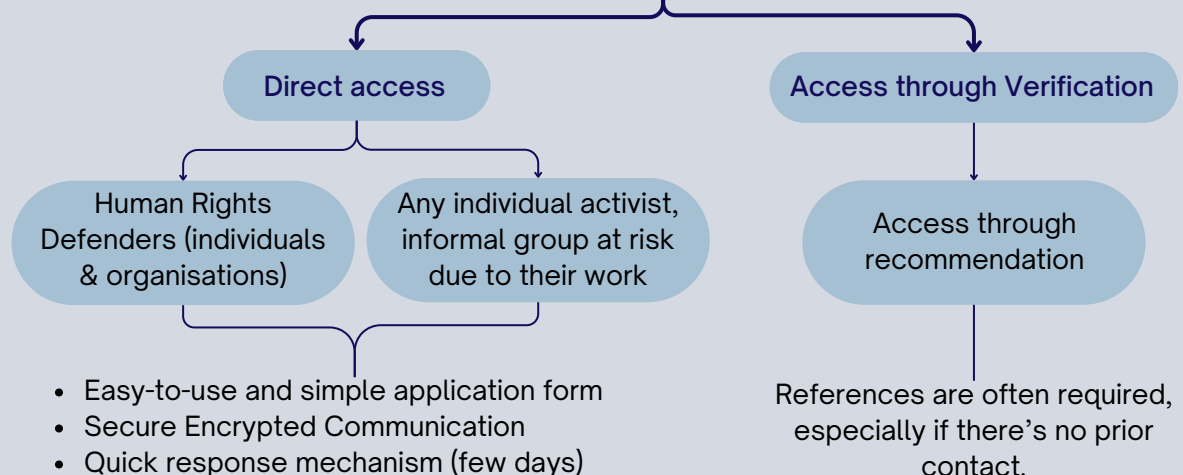 Direct access
Access through Verification
Human Rights
Defenders (individuals
& organisations)
Any individual activist,
informal group at risk
due to their work
Access through
recommendation
• Easy-to-use and simple application form
• Secure Encrypted Communication
• Quick response mechanism (few days)
References are often required,
especially if there’s no prior
contact.